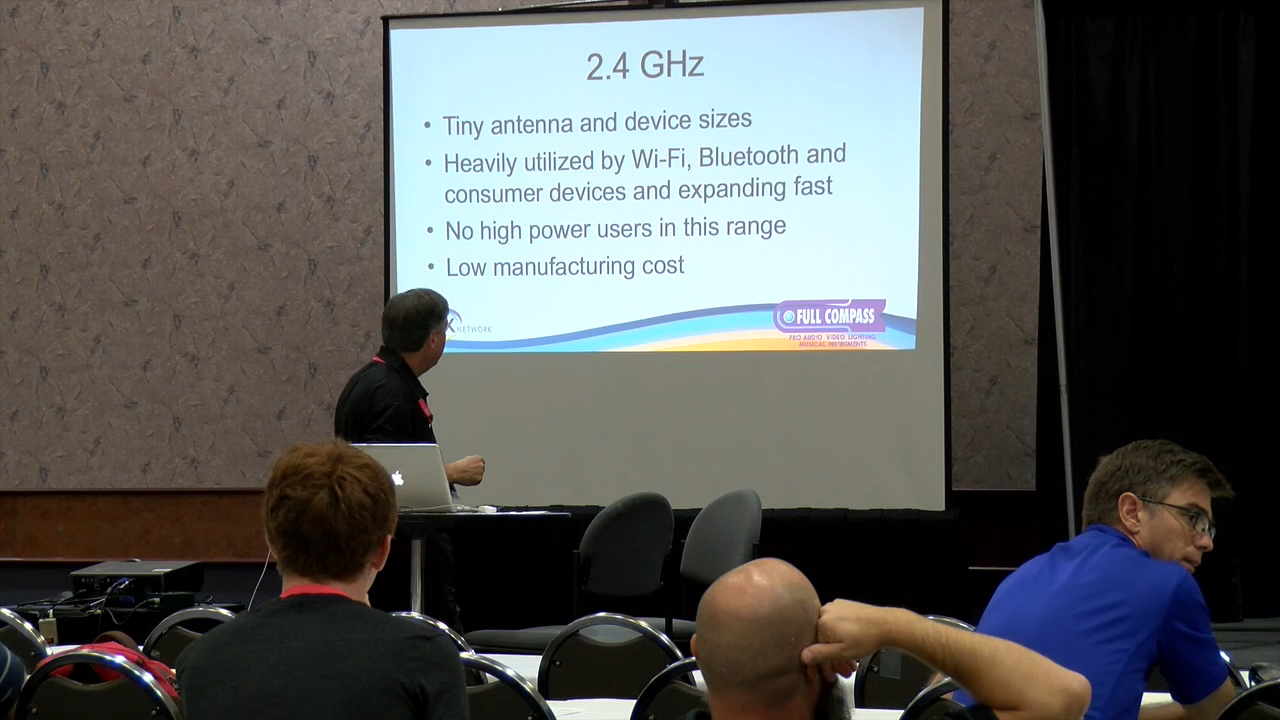 2.4 GHz
• Tiny antenna and device sizes
• Heavily utilized by Wi-Fi, Bluetooth and
consumer devices and expanding fast
• No high power users in this range
• Low manufacturing cost
X NETWORK
FULL COMPASS
PRO AUDIO VIDEO LIGHTING
MUSICAL INSTRUMENTS